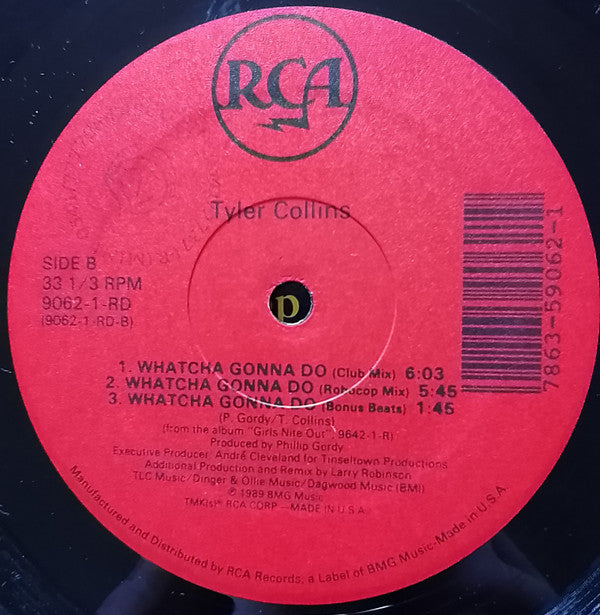 RCA
Tyler Collins
SIDE B
33 1/3 RPM
9062-1-RD
(9062-1-RD-B)
7863-59062-1
p
1. WHATCHA GONNA DO (Club Mix) 6:03
2. WHATCHA GONNA DO (Robocop Mix) 5:45
3. WHATCHA GONNA DO (Bonus Beats) 1:45
(P. Gordy/T. Collins)
(from the album "Girls Nite Out", 9642-1-R)
Produced by Phillip Gordy
Executive Producer: André Cleveland for Tinseltown Productions
Additional Production and Remix by Larry Robinson
TLC Music/Dinger & Ollie Music/Dagwood Music (BMI)
℗ 1989 BMG Music
TMK(s)® RCA CORP.—MADE IN U.S.A.
Manufactured and Distributed by RCA Records, a Label of BMG Music·Made in U.S.A.